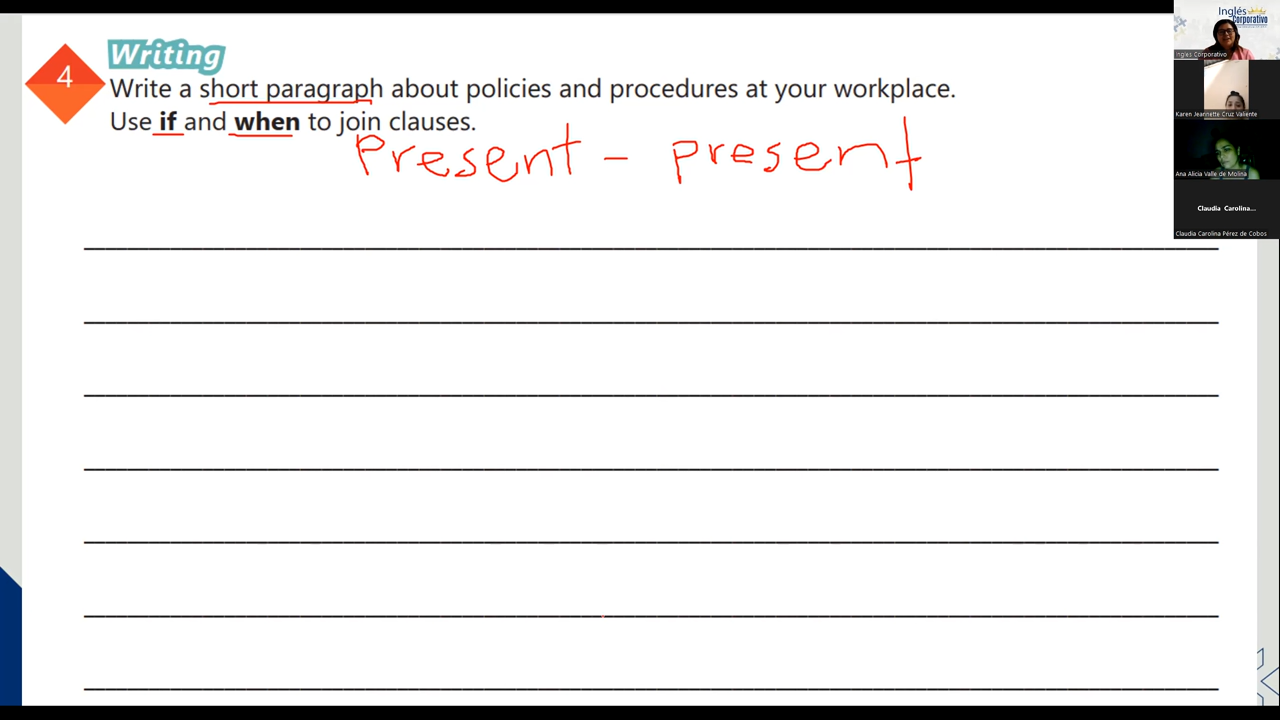 Inglés
Corporativo
Inglés Corporativo
Writing
4
Write a short paragraph about policies and procedures at your workplace.
Use if and when to join clauses.
Present - present
Karen Jeannette Cruz Valiente
Ana Alicia Valle de Molina
Claudia Carolina...
Claudia Carolina Pérez de Cobos